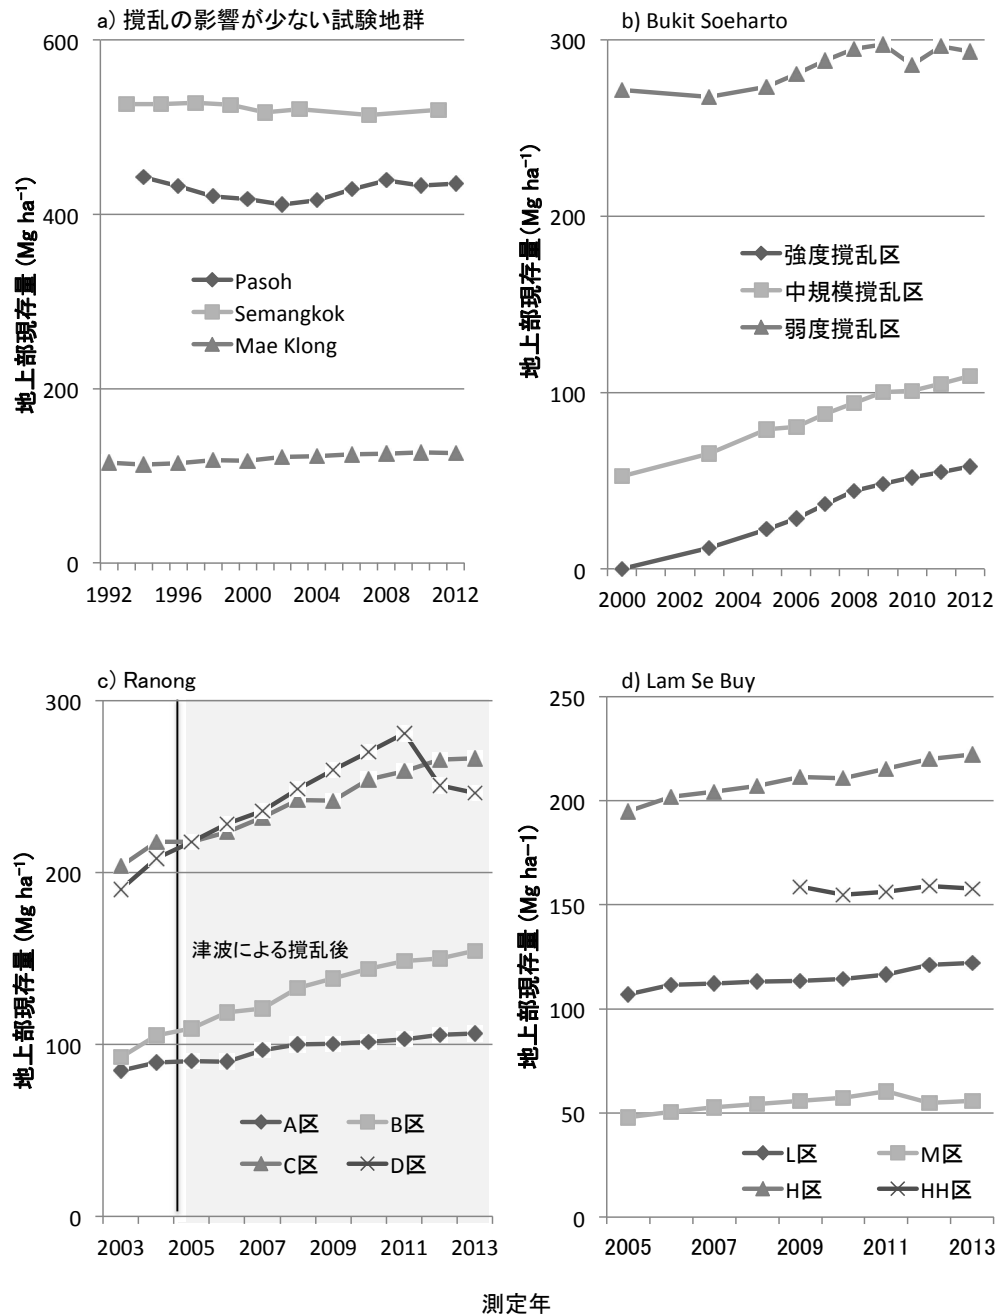 a) 撹乱の影響が少ない試験地群
600
400
200
0
地上部現存量 (Mg ha⁻¹)
Pasoh
Semangkok
Mae Klong
1992 1996 2000 2004 2008 2012
b) Bukit Soeharto
300
200
100
0
地上部現存量(Mg ha⁻¹)
強度撹乱区
中規模撹乱区
弱度撹乱区
2000 2002 2004 2006 2008 2010 2012
c) Ranong
300
200
100
0
地上部現存量 (Mg ha⁻¹)
津波による撹乱後
A区 B区
C区 D区
2003 2005 2007 2009 2011 2013
d) Lam Se Buy
250
200
150
100
50
0
地上部現存量 (Mg ha−1)
L区 M区
H区 HH区
2005 2007 2009 2011 2013
測定年